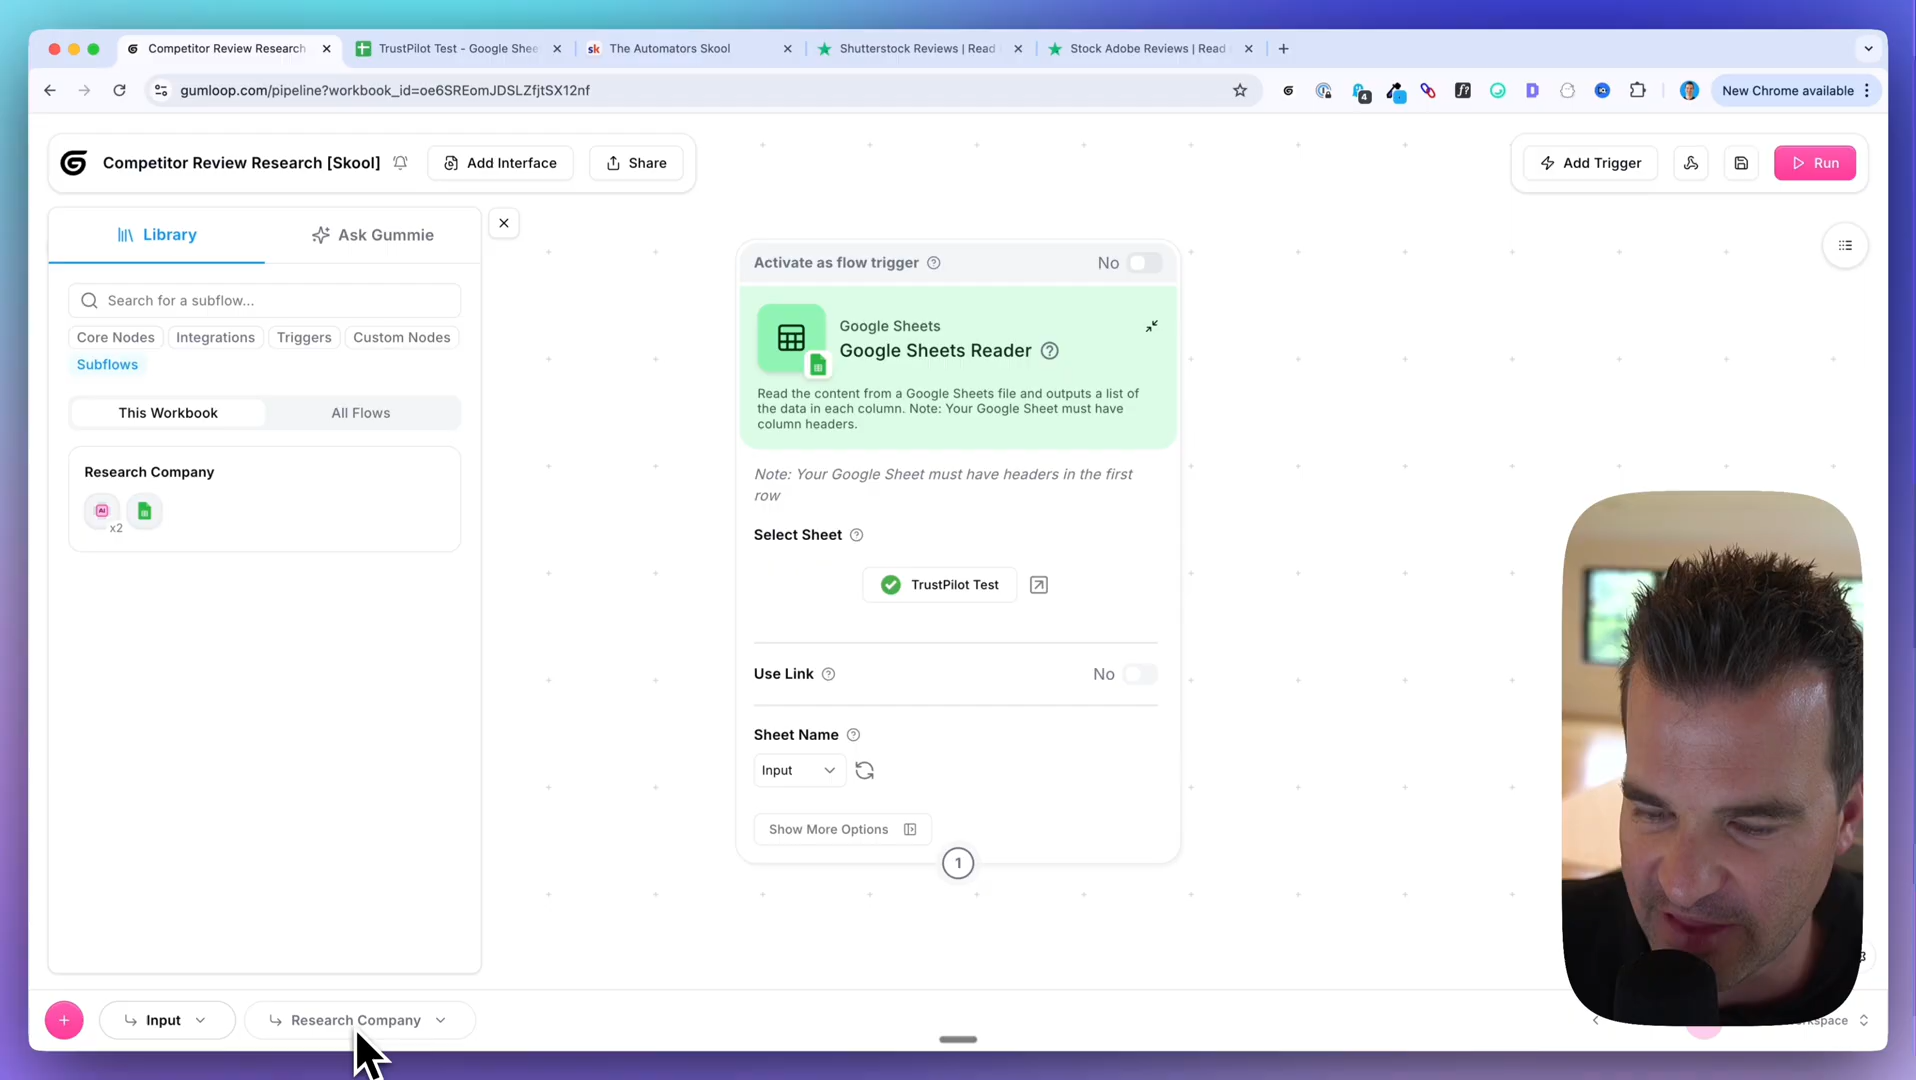 Competitor Review Research
TrustPilot Test - Google Shee
sk The Automators Skool
Shutterstock Reviews | Read
Stock Adobe Reviews | Read
gumloop.com/pipeline?workbook_id=oe6SREomJDSLZfjtSX12nf
4
f?
D
New Chrome available
Competitor Review Research [Skool]
Add Interface
Share
Add Trigger
Run
Library
Ask Gummie
Search for a subflow...
Core Nodes
Integrations
Triggers
Custom Nodes
Subflows
This Workbook
All Flows
Research Company
AI
x2
Activate as flow trigger
No
Google Sheets
Google Sheets Reader
Read the content from a Google Sheets file and outputs a list of
the data in each column. Note: Your Google Sheet must have
column headers.
Note: Your Google Sheet must have headers in the first
row
Select Sheet
TrustPilot Test
Use Link
No
Sheet Name
Input
Show More Options
1
Input
Research Company